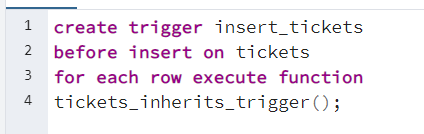 1 create trigger insert_tickets
2 before insert on tickets
3 for each row execute function
4 tickets_inherits_trigger();